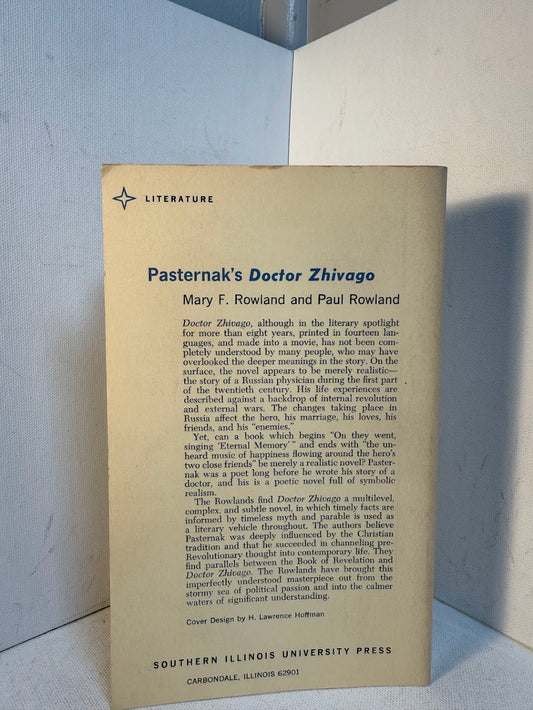 LITERATURE
Pasternak's Doctor Zhivago
Mary F. Rowland and Paul Rowland
Doctor Zhivago, although in the literary spotlight
for more than eight years, printed in fourteen lan-
guages, and made into a movie, has not been com-
pletely understood by many people, who may have
overlooked the deeper meanings in the story. On the
surface, the novel appears to be merely realistic—
the story of a Russian physician during the first part
of the twentieth century. His life experiences are
described against a backdrop of internal revolution
and external wars. The changes taking place in
Russia affect the hero, his marriage, his loves, his
friends, and his "enemies."
Yet, can a book which begins "On they went,
singing 'Eternal Memory'" and ends with "the un-
heard music of happiness flowing around the hero's
two close friends" be merely a realistic novel? Paster-
nak was a poet long before he wrote his story of a
doctor, and his is a poetic novel full of symbolic
realism.
The Rowlands find Doctor Zhivago a multilevel,
complex, and subtle novel, in which timely facts are
informed by timeless myth and parable is used as
a literary vehicle throughout. The authors believe
Pasternak was deeply influenced by the Christian
tradition and that he succeeded in channeling pre-
Revolutionary thought into contemporary life. They
find parallels between the Book of Revelation and
Doctor Zhivago. The Rowlands have brought this
imperfectly understood masterpiece out from the
stormy sea of political passion and into the calmer
waters of significant understanding.
Cover Design by H. Lawrence Hoffman
SOUTHERN ILLINOIS UNIVERSITY PRESS
CARBONDALE, ILLINOIS 62901